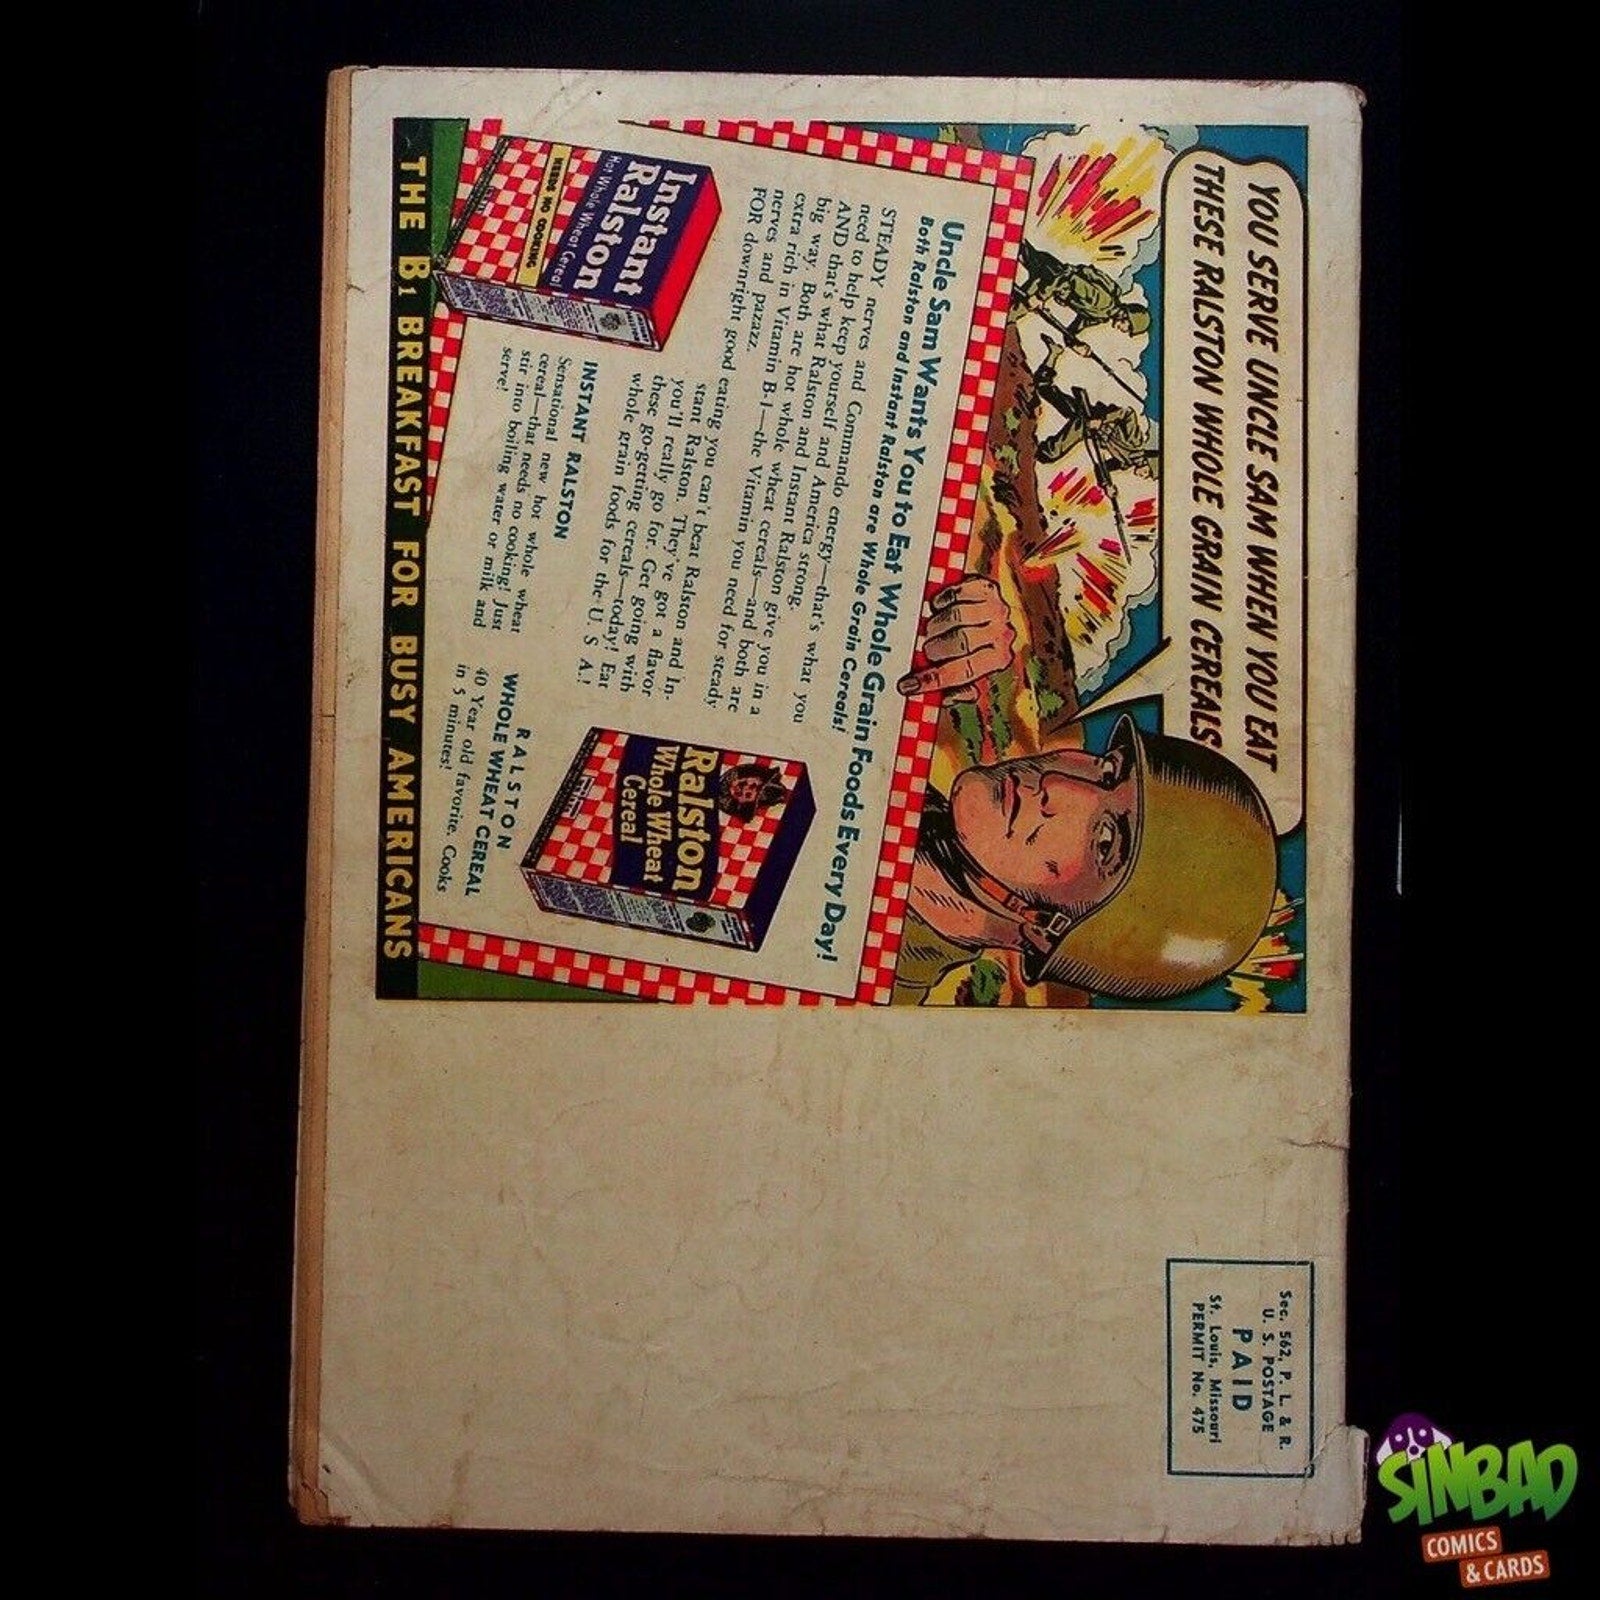 YOU SERVE UNCLE SAM WHEN YOU EAT
THESE RALSTON WHOLE GRAIN CEREALS
Uncle Sam Wants You to Eat Whole Grain Foods Every Day!
Both Ralston and Instant Ralston are Whole Grain Cereals!
STEADY nerves and Commando energy—that's what you
need to help keep yourself and America strong.
AND that's what Ralston and Instant Ralston give you in a
big way. Both are hot whole wheat cereals—and both are
extra rich in Vitamin B-1—the Vitamin you need for steady
nerves and pazazz.
FOR downright good eating you can't beat Ralston and In-
stant Ralston. They've got a flavor
you'll really go for. Get going with
these go-getting cereals—today! Eat
whole grain foods for the U. S A.!
Instant
Ralston
Hot Whole Wheat Cereal
NEEDS NO COOKING
INSTANT RALSTON
Sensational new hot whole wheat
cereal—that needs no cooking! Just
stir into boiling water or milk and
serve!
Ralston
Whole Wheat
Cereal
RALSTON
WHOLE WHEAT CEREAL
40 Year old favorite. Cooks
in 5 minutes!
THE B1 BREAKFAST FOR BUSY AMERICANS
Sec. 562, P. L. & R.
U. S. POSTAGE
PAID
St. Louis, Missouri
PERMIT No. 475
SINBAD
COMICS
& CARDS